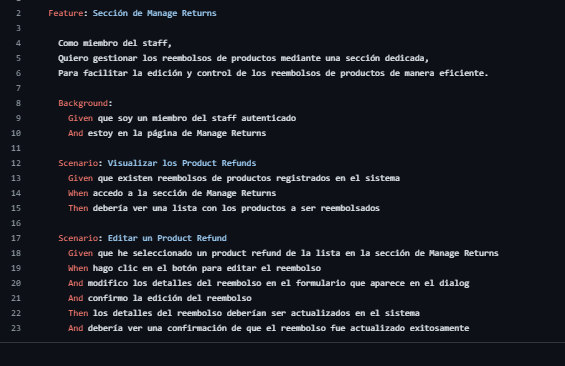 2 Feature: Sección de Manage Returns
3
4 Como miembro del staff,
5 Quiero gestionar los reembolsos de productos mediante una sección dedicada,
6 Para facilitar la edición y control de los reembolsos de productos de manera eficiente.
7
8 Background:
9 Given que soy un miembro del staff autenticado
10 And estoy en la página de Manage Returns
11
12 Scenario: Visualizar los Product Refunds
13 Given que existen reembolsos de productos registrados en el sistema
14 When accedo a la sección de Manage Returns
15 Then debería ver una lista con los productos a ser reembolsados
16
17 Scenario: Editar un Product Refund
18 Given que he seleccionado un product refund de la lista en la sección de Manage Returns
19 When hago clic en el botón para editar el reembolso
20 And modifico los detalles del reembolso en el formulario que aparece en el dialog
21 And confirmo la edición del reembolso
22 Then los detalles del reembolso deberían ser actualizados en el sistema
23 And debería ver una confirmación de que el reembolso fue actualizado exitosamente